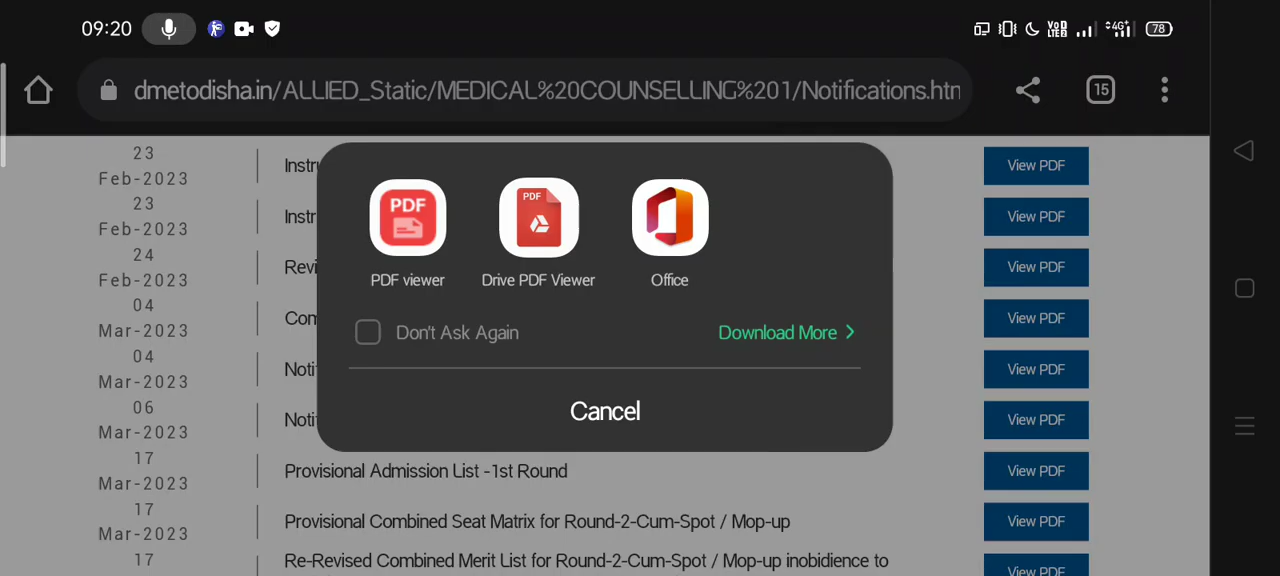 09:20
VoD LTE2 4G+ 78
dmetodisha.in/ALLIED_Static/MEDICAL%20COUNSELLING%201/Notifications.htn
15
23
Feb-2023
Instr
View PDF
23
Feb-2023
Instr
View PDF
24
Feb-2023
Revi
View PDF
04
Mar-2023
Com
View PDF
04
Mar-2023
Noti
View PDF
06
Mar-2023
Noti
View PDF
PDF
PDF viewer
PDF
Drive PDF Viewer
Office
Don't Ask Again
Download More >
Cancel
17
Mar-2023
Provisional Admission List -1st Round
View PDF
17
Mar-2023
Provisional Combined Seat Matrix for Round-2-Cum-Spot / Mop-up
View PDF
17
Re-Revised Combined Merit List for Round-2-Cum-Spot / Mop-up inobidience to
View PDF